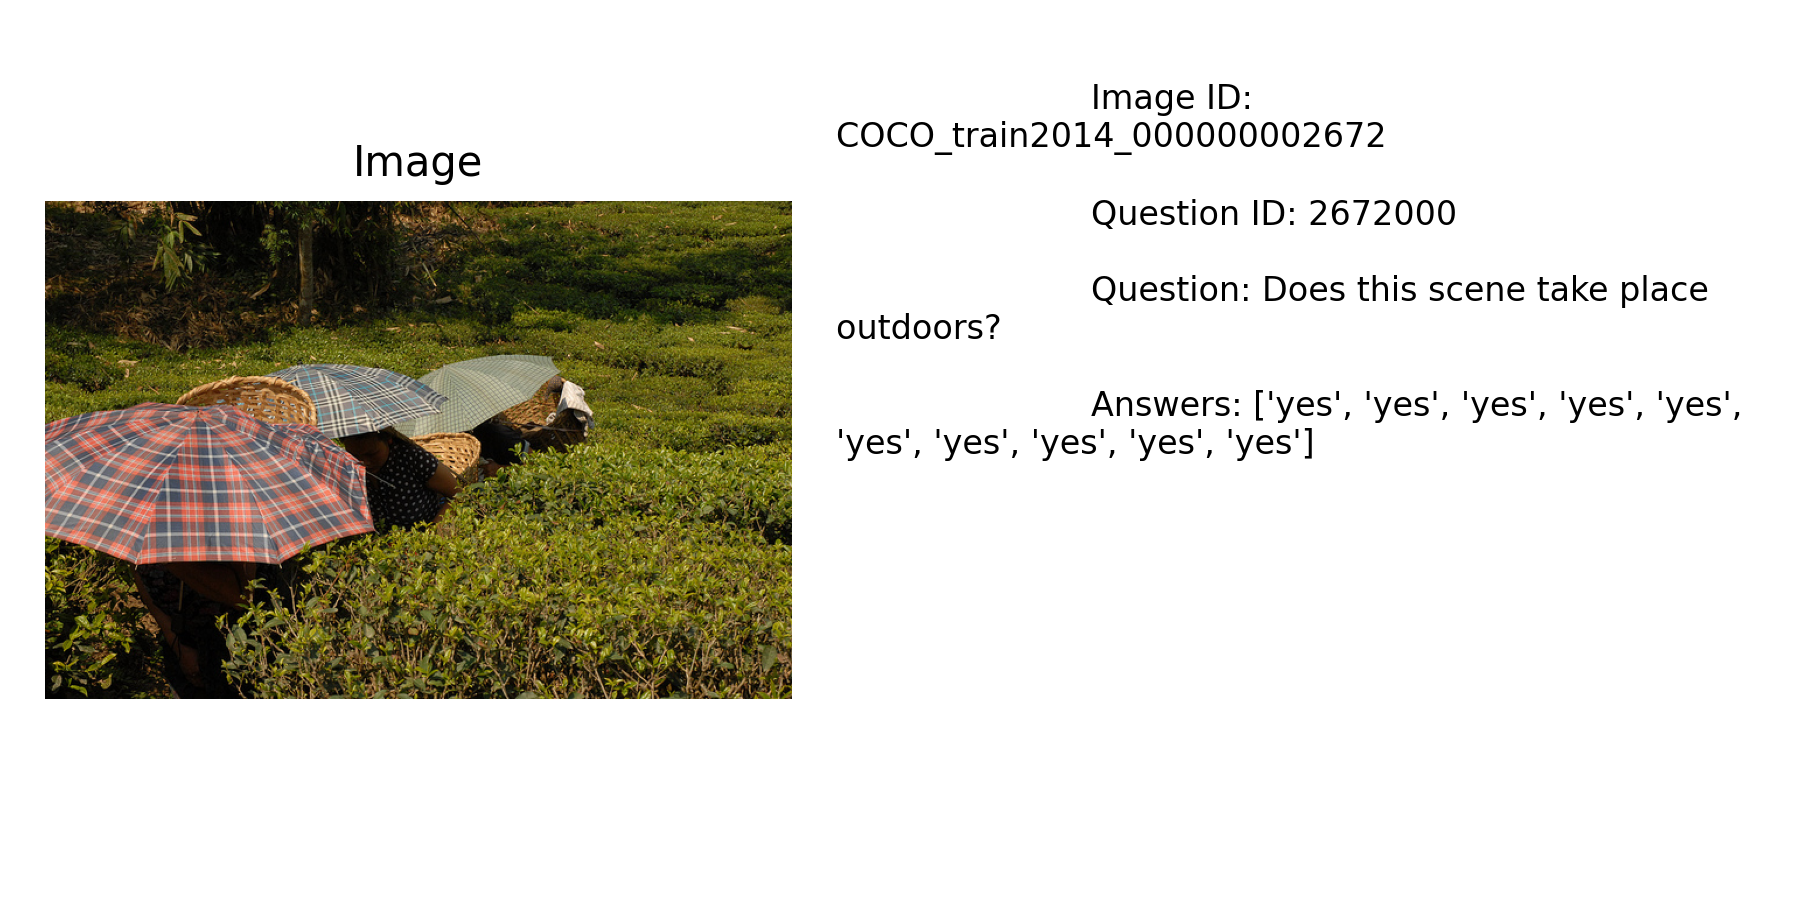 Image
Image ID:
COCO_train2014_000000002672
Question ID: 2672000
Question: Does this scene take place
outdoors?
Answers: ['yes', 'yes', 'yes', 'yes', 'yes',
'yes', 'yes', 'yes', 'yes', 'yes']